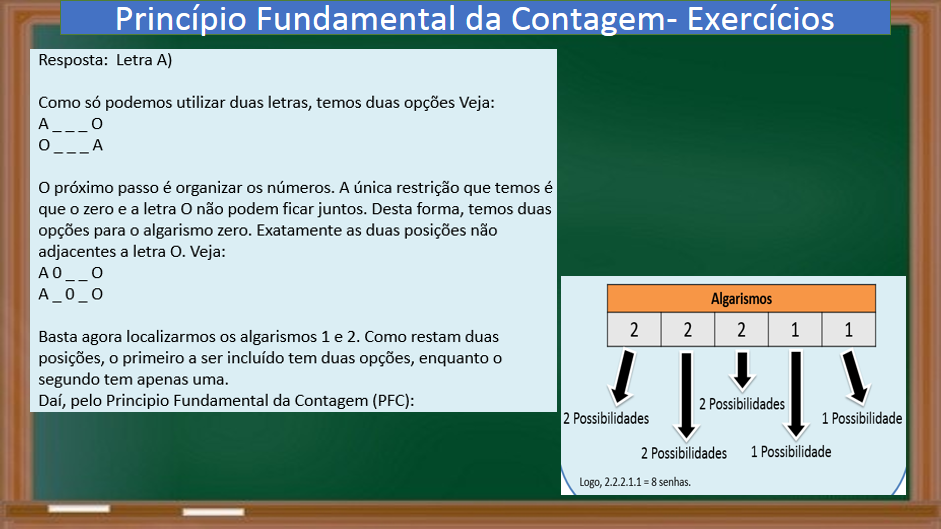 Princípio Fundamental da Contagem- Exercícios
Resposta: Letra A)
Como só podemos utilizar duas letras, temos duas opções Veja:
A _ _ _ O
O _ _ _ A
O próximo passo é organizar os números. A única restrição que temos é
que o zero e a letra O não podem ficar juntos. Desta forma, temos duas
opções para o algarismo zero. Exatamente as duas posições não
adjacentes a letra O. Veja:
A 0 _ _ O
A _ 0 _ O
Basta agora localizarmos os algarismos 1 e 2. Como restam duas
posições, o primeiro a ser incluído tem duas opções, enquanto o
segundo tem apenas uma.
Daí, pelo Principio Fundamental da Contagem (PFC):
Algarismos
2 2 2 1 1
2 Possibilidades
2 Possibilidades
2 Possibilidades
1 Possibilidade
1 Possibilidade
Logo, 2.2.2.1.1 = 8 senhas.